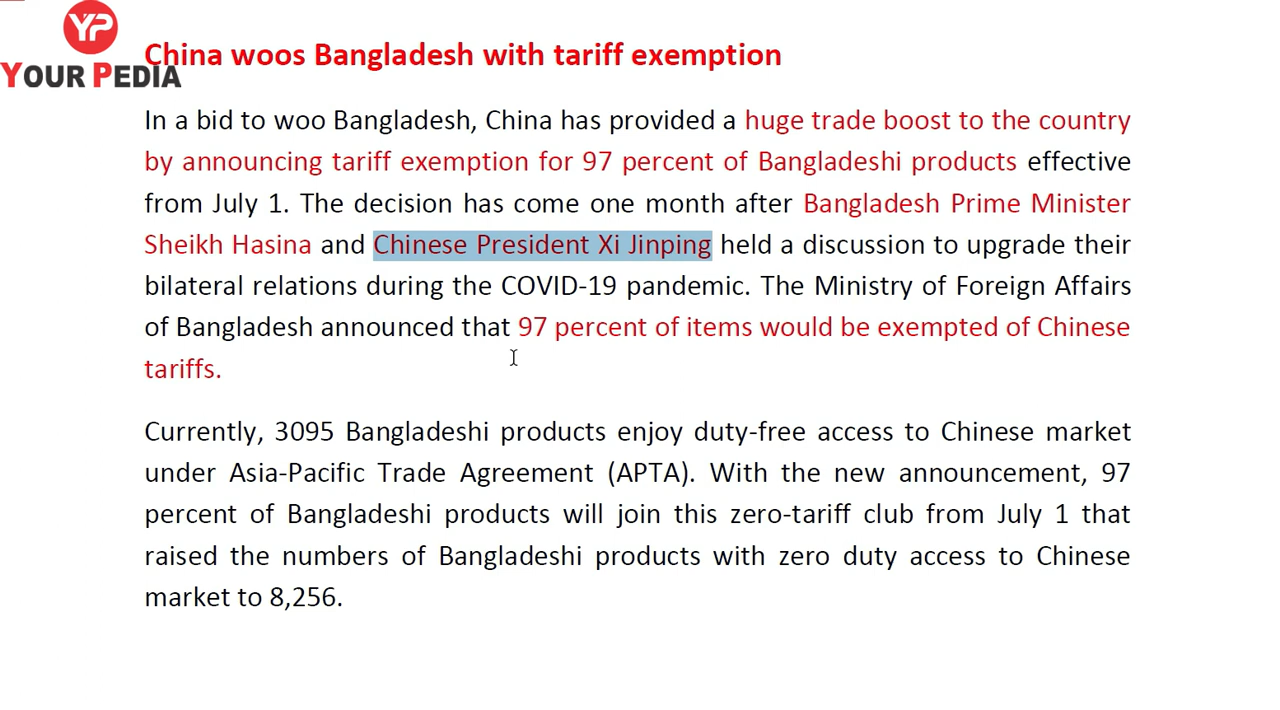 YP
YOUR PEDIA
China woos Bangladesh with tariff exemption
In a bid to woo Bangladesh, China has provided a huge trade boost to the country
by announcing tariff exemption for 97 percent of Bangladeshi products effective
from July 1. The decision has come one month after Bangladesh Prime Minister
Sheikh Hasina and Chinese President Xi Jinping held a discussion to upgrade their
bilateral relations during the COVID-19 pandemic. The Ministry of Foreign Affairs
of Bangladesh announced that 97 percent of items would be exempted of Chinese
tariffs.
Currently, 3095 Bangladeshi products enjoy duty-free access to Chinese market
under Asia-Pacific Trade Agreement (APTA). With the new announcement, 97
percent of Bangladeshi products will join this zero-tariff club from July 1 that
raised the numbers of Bangladeshi products with zero duty access to Chinese
market to 8,256.